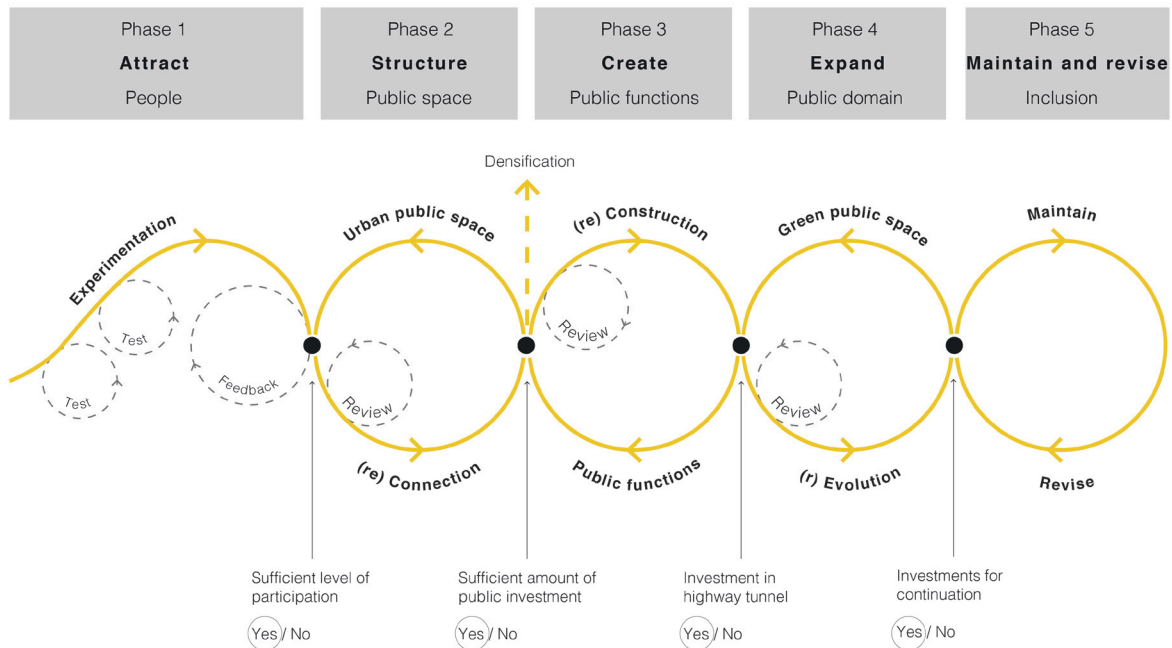 Phase 1
Attract
People
Phase 2
Structure
Public space
Phase 3
Create
Public functions
Phase 4
Expand
Public domain
Phase 5
Maintain and revise
Inclusion
Densification
Experimentation
Urban public space
(re) Construction
Green public space
Maintain
Test
Test
Feedback
Review
Review
Review
(re) Connection
Public functions
(r) Evolution
Revise
Sufficient level of
participation
Yes / No
Sufficient amount of
public investment
Yes / No
Investment in
highway tunnel
Yes / No
Investments for
continuation
Yes / No